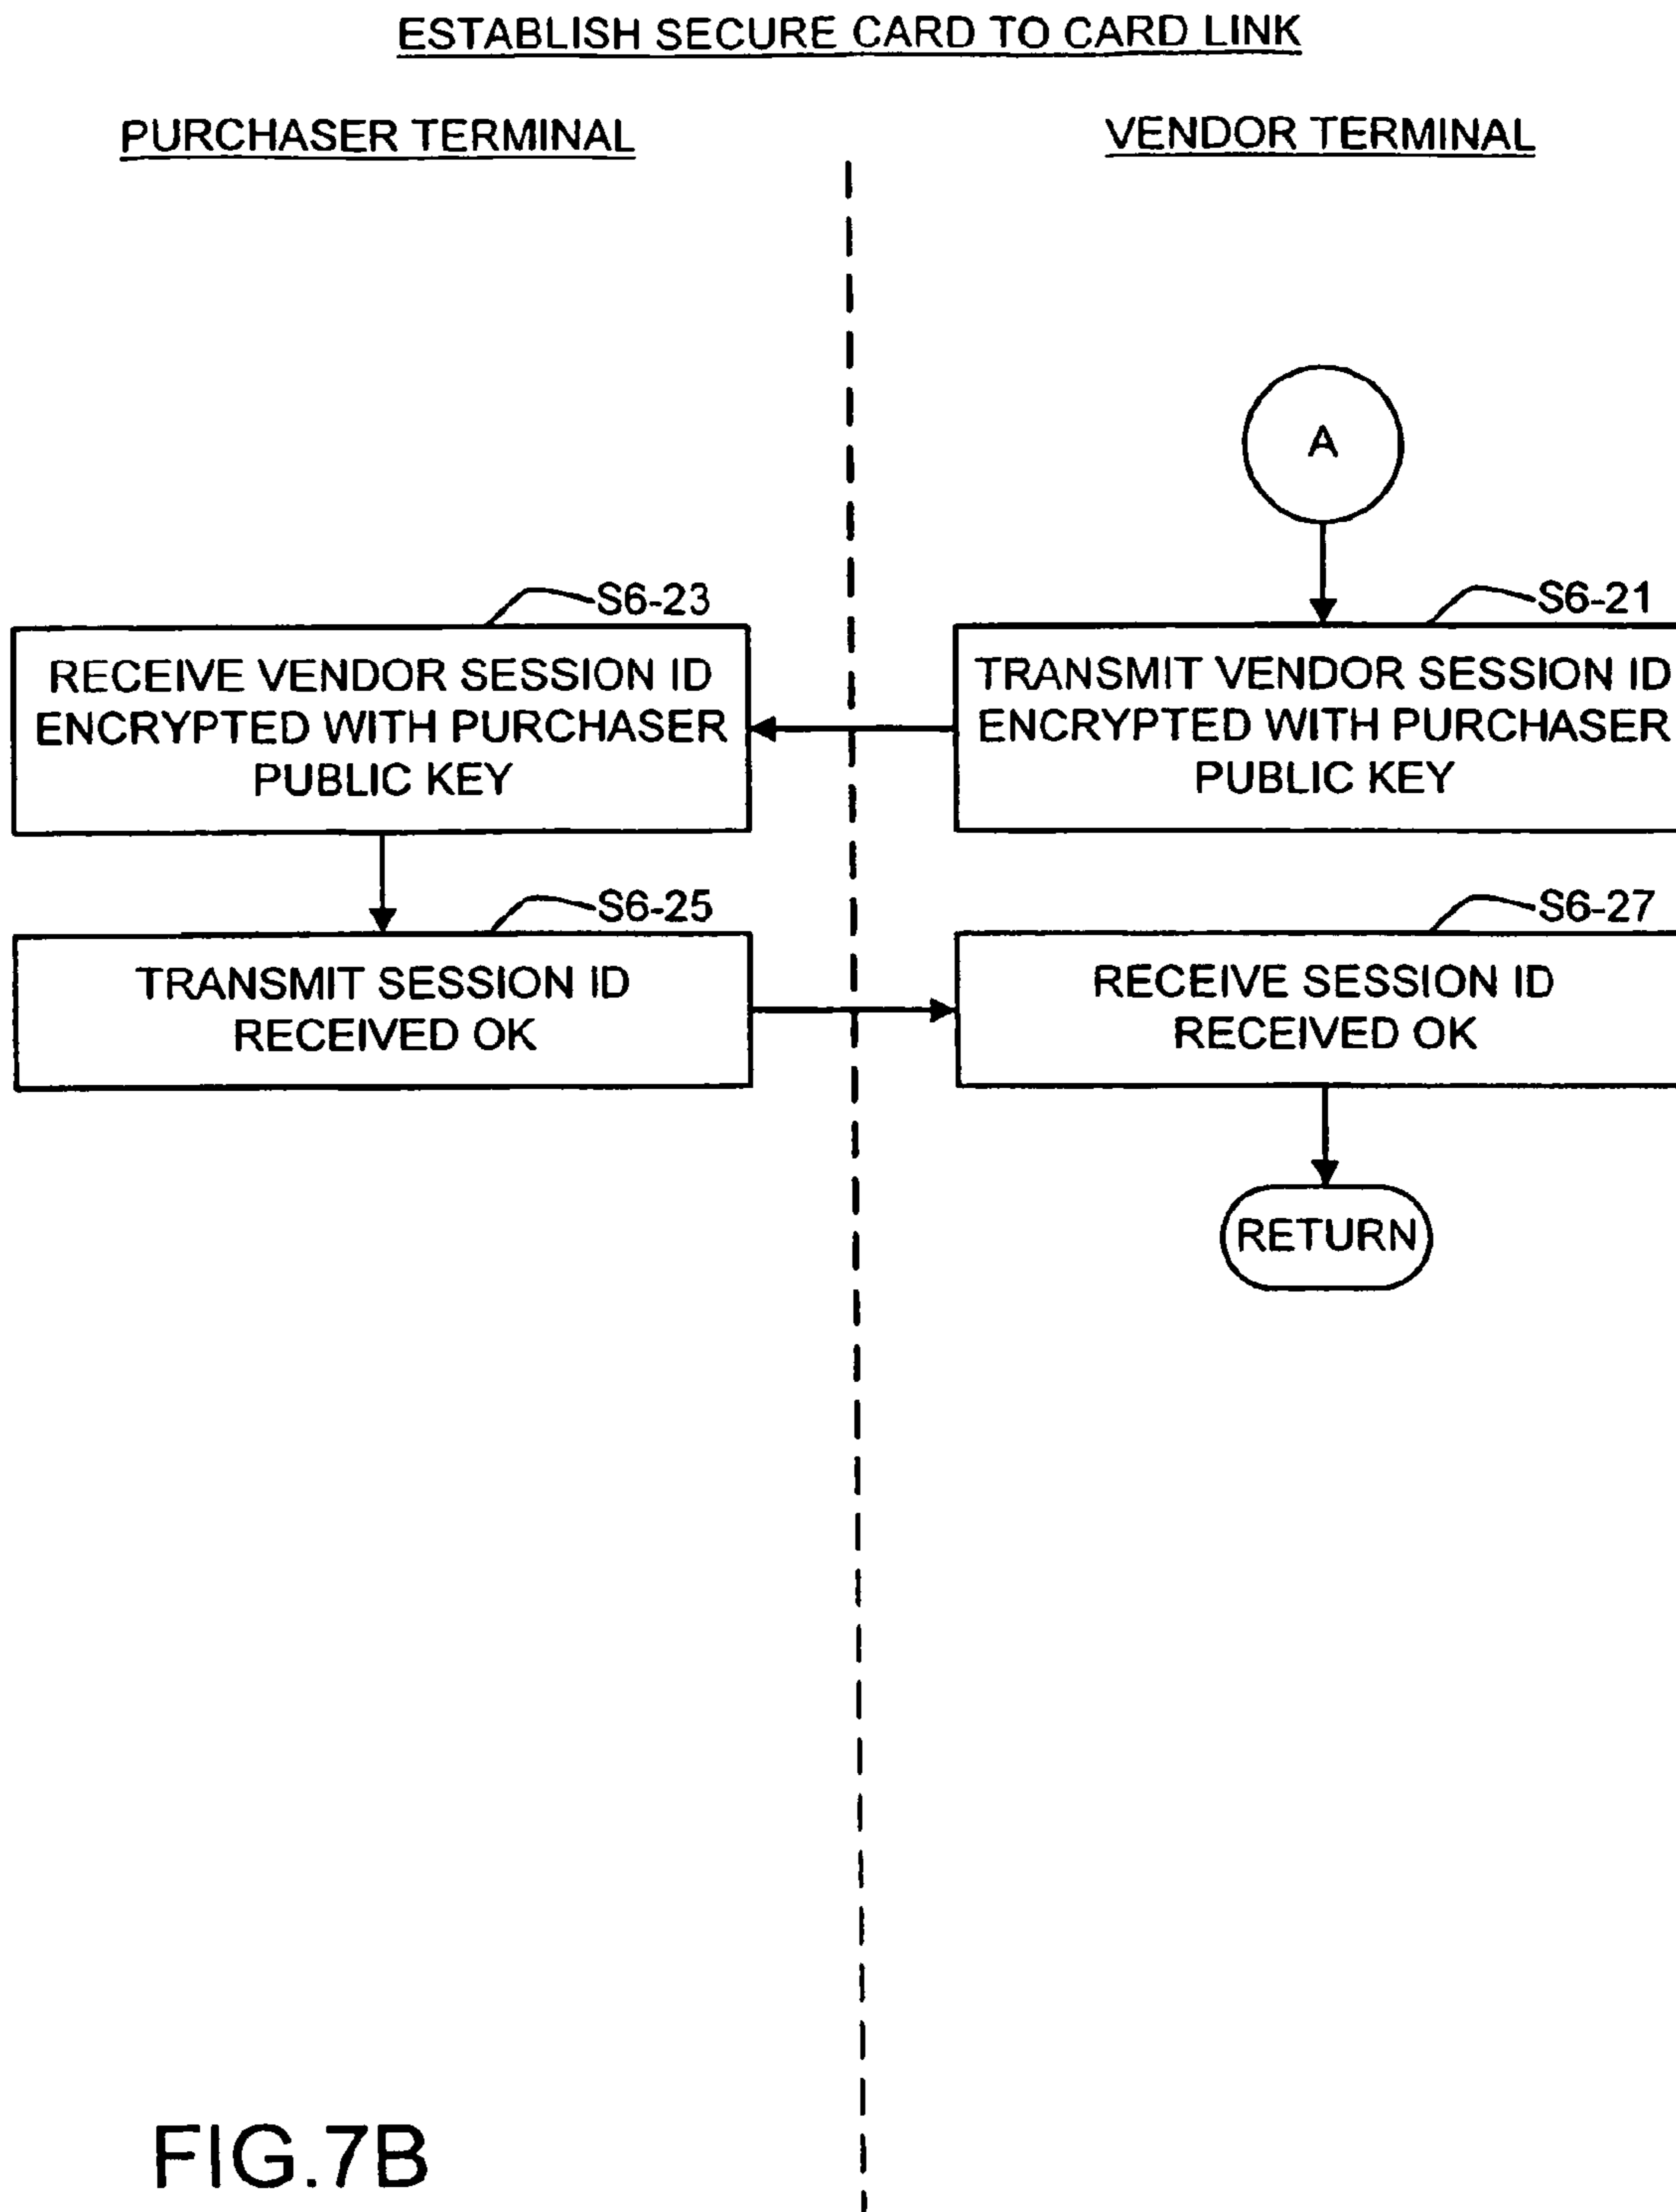 ESTABLISH SECURE CARD TO CARD LINK
PURCHASER TERMINAL
VENDOR TERMINAL
A
S6-23
S6-21
RECEIVE VENDOR SESSION ID
ENCRYPTED WITH PURCHASER
PUBLIC KEY
TRANSMIT VENDOR SESSION ID
ENCRYPTED WITH PURCHASER
PUBLIC KEY
S6-25
S6-27
TRANSMIT SESSION ID
RECEIVED OK
RECEIVE SESSION ID
RECEIVED OK
RETURN
FIG.7B